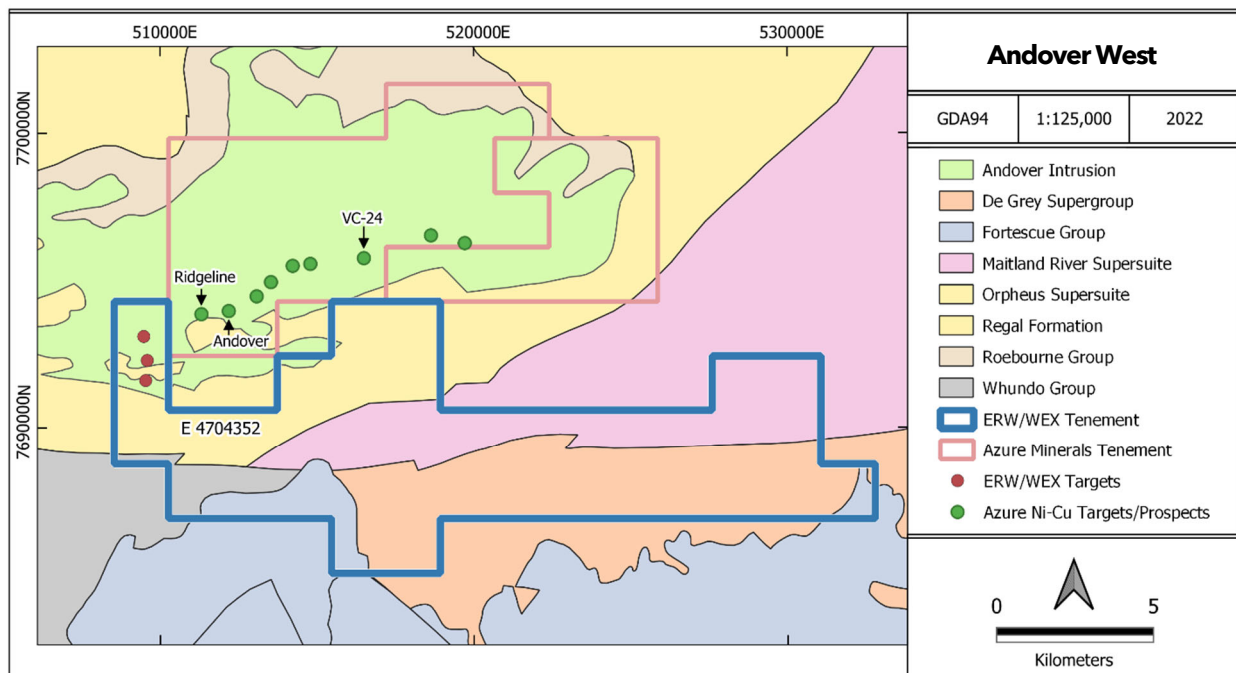 510000E
520000E
530000E
7700000N
7690000N
VC-24
Ridgeline
Andover
E 4704352
Andover West
GDA94
1:125,000
2022
Andover Intrusion
De Grey Supergroup
Fortescue Group
Maitland River Supersuite
Orpheus Supersuite
Regal Formation
Roebourne Group
Whundo Group
ERW/WEX Tenement
Azure Minerals Tenement
ERW/WEX Targets
Azure Ni-Cu Targets/Prospects
0
5
Kilometers